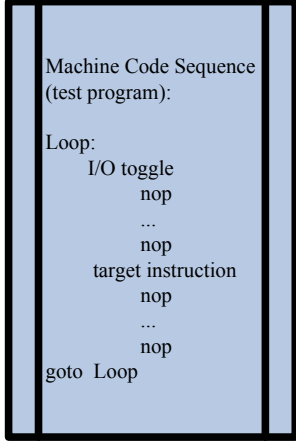 Machine Code Sequence
(test program):
Loop:
I/O toggle
nop
...
nop
target instruction
nop
...
nop
goto Loop